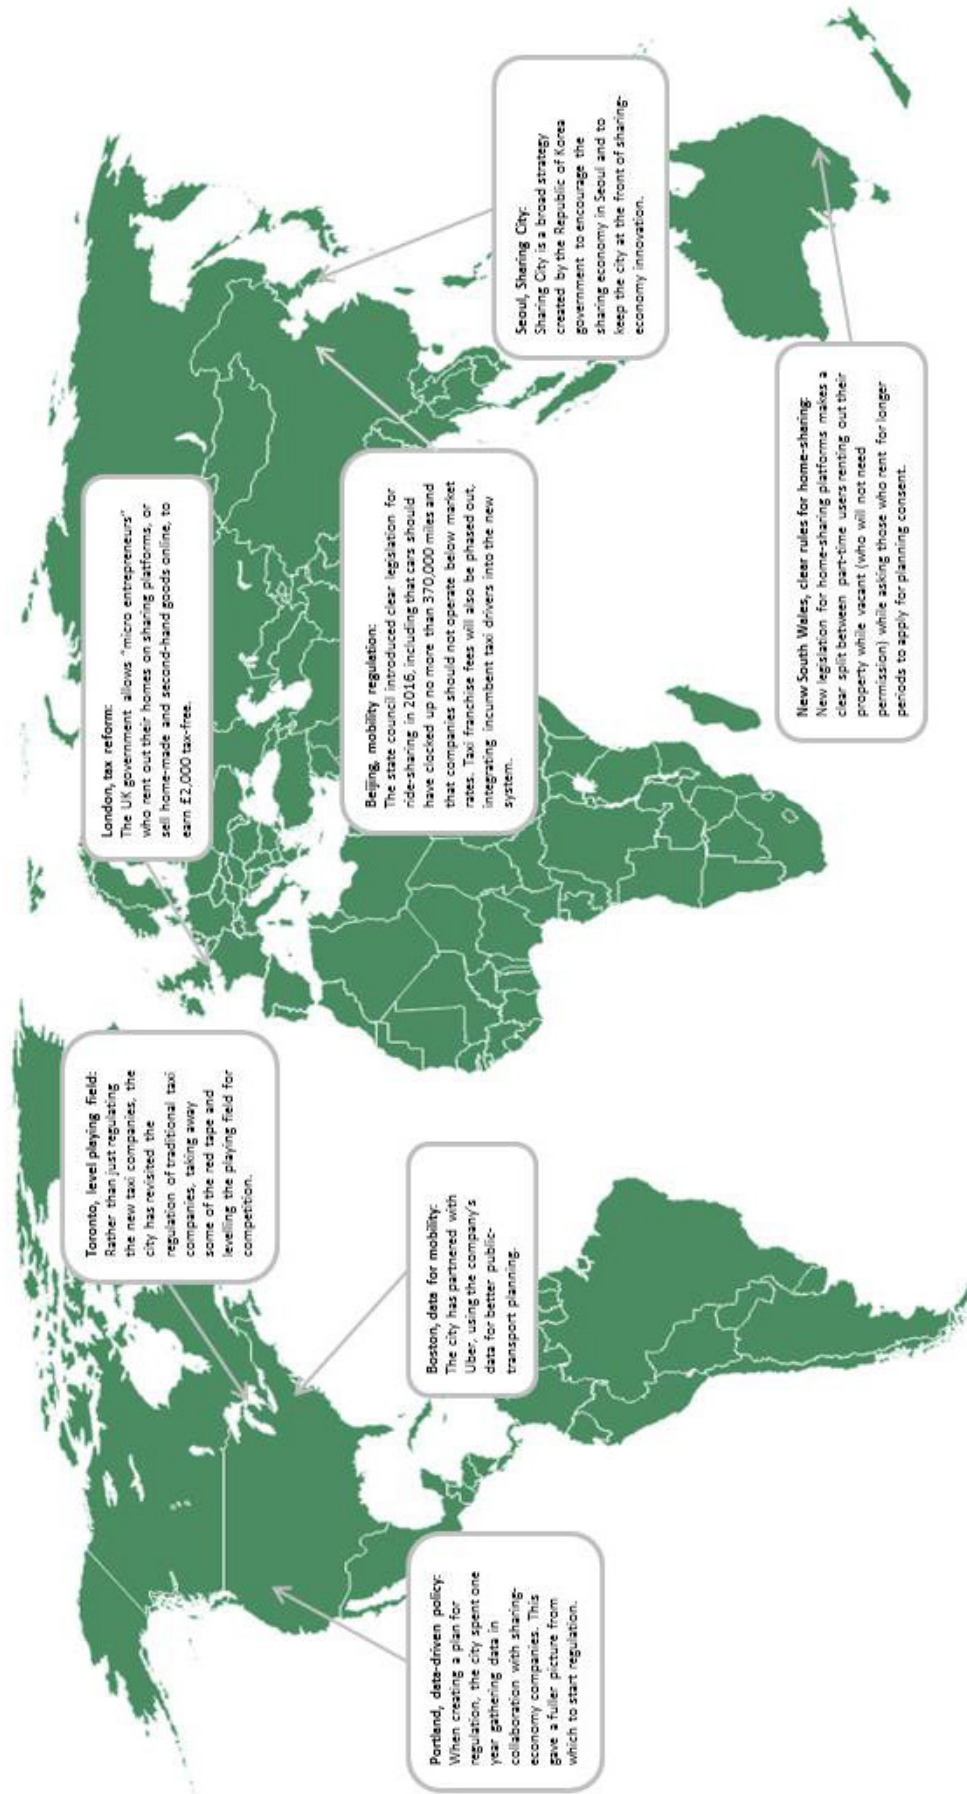 Toronto, level playing field:
Rather than just regulating
the new taxi companies, the
city has revisited the
regulation of traditional taxi
companies, taking away
some of the red tape and
levelling the playing field for
competition.
London, tax reform:
The UK government allows “micro entrepreneurs”
who rent out their homes on sharing platforms, or
sell home-made and second-hand goods online, to
earn £2,000 tax-free.
Portland, data-driven policy:
When creating a plan for
regulation, the city spent one
year gathering data in
collaboration with sharing-
economy companies. This
gave a fuller picture from
which to start regulation.
Boston, data for mobility:
The city has partnered with
Uber, using the company's
data for better public-
transport planning.
Beijing, mobility regulation:
The state council introduced clear legislation for
ride-sharing in 2016, including that cars should
have clocked up no more than 370,000 miles and
that companies should not operate below market
rates. Taxi franchise fees will also be phased out,
integrating incumbent taxi drivers into the new
system.
Seoul, Sharing City:
Sharing City is a broad strategy
created by the Republic of Korea
government to encourage the
sharing economy in Seoul and to
keep the city at the front of sharing-
economy innovation.
New South Wales, clear rules for home-sharing:
New legislation for home-sharing platforms makes a
clear split between part-time users renting out their
property while vacant (who will not need
permission) while asking those who rent for longer
periods to apply for planning consent.